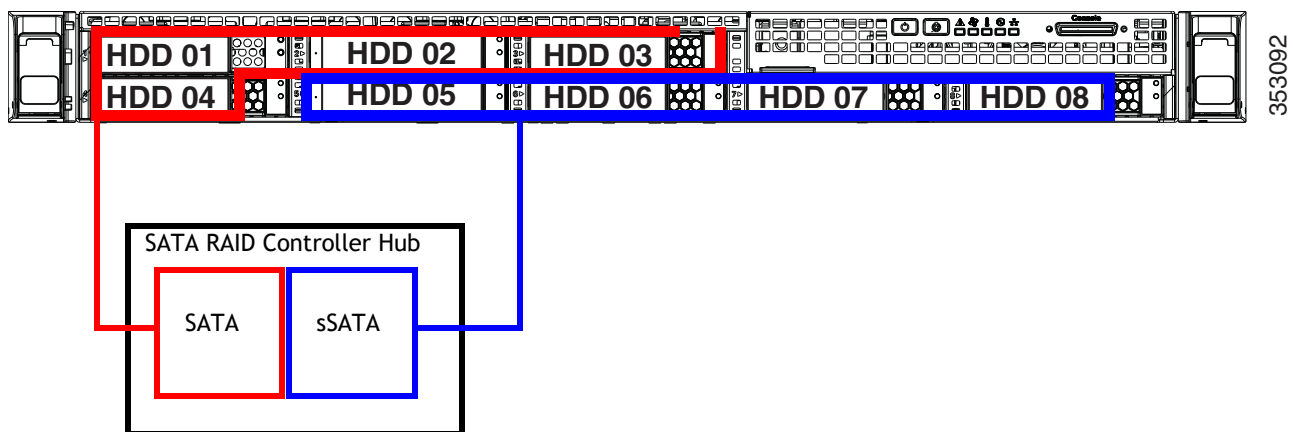 Console
HDD 01 HDD 02 HDD 03
HDD 04 HDD 05 HDD 06 HDD 07 HDD 08
353092
SATA RAID Controller Hub
SATA sSATA